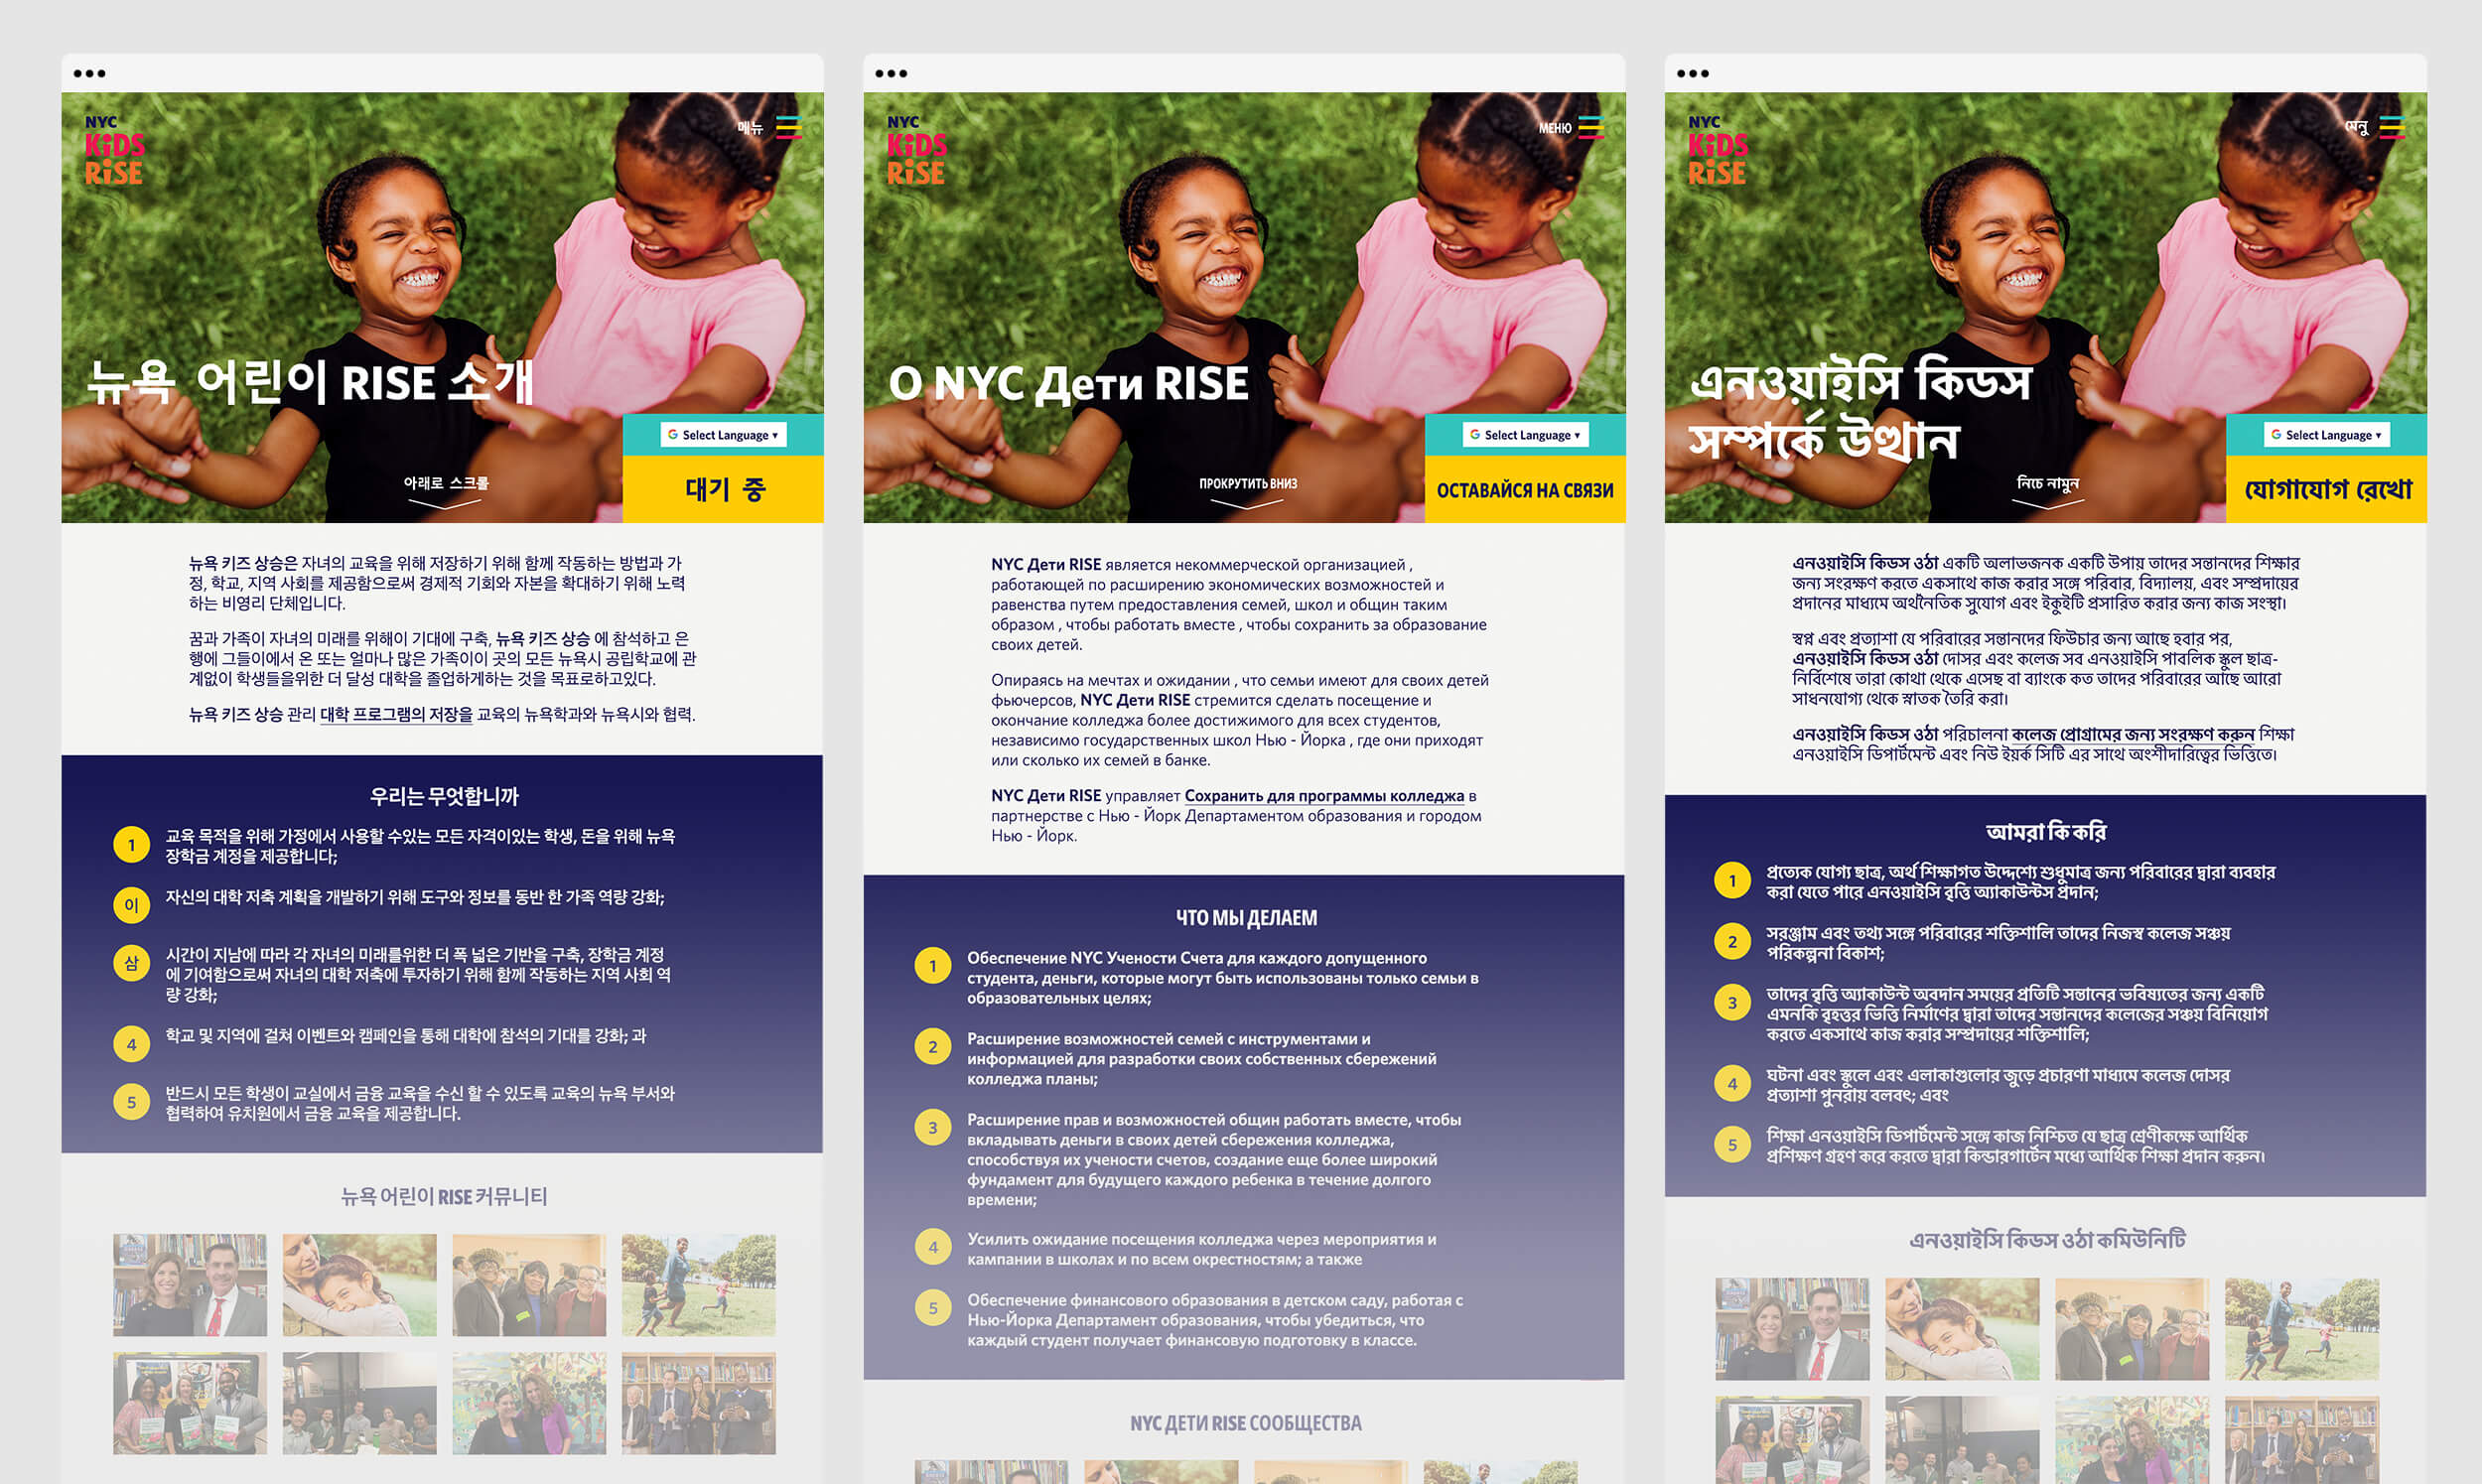 NYC
KiDS
RiSE
메뉴
뉴욕 어린이 RISE 소개
아래로 스크롤
Select Language ▾
대기 중
뉴욕 키즈 상승은 자녀의 교육을 위해 저장하기 위해 함께 작동하는 방법과 가
정, 학교, 지역 사회를 제공함으로써 경제적 기회와 자본을 확대하기 위해 노력
하는 비영리 단체입니다.
꿈과 가족이 자녀의 미래를 위해이 기대에 구축, 뉴욕 키즈 상승 에 참석하고 은
행에 그들이에서 온 또는 얼마나 많은 가족이이 곳의 모든 뉴욕시 공립학교에 관
계없이 학생들을위한 더 달성 대학을 졸업하게하는 것을 목표로하고있다.
뉴욕 키즈 상승 관리 대학 프로그램의 저장을 교육의 뉴욕학과와 뉴욕시와 협력.
우리는 무엇합니까
1 교육 목적을 위해 가정에서 사용할 수있는 모든 자격이있는 학생, 돈을 위해 뉴욕
장학금 계정을 제공합니다;
이 자신의 대학 저축 계획을 개발하기 위해 도구와 정보를 동반 한 가족 역량 강화;
삼 시간이 지남에 따라 각 자녀의 미래를위한 더 폭 넓은 기반을 구축, 장학금 계정
에 기여함으로써 자녀의 대학 저축에 투자하기 위해 함께 작동하는 지역 사회 역
량 강화;
4 학교 및 지역에 걸쳐 이벤트와 캠페인을 통해 대학에 참석의 기대를 강화; 과
5 반드시 모든 학생이 교실에서 금융 교육을 수신 할 수 있도록 교육의 뉴욕 부서와
협력하여 유치원에서 금융 교육을 제공합니다.
뉴욕 어린이 RISE 커뮤니티
NYC
KiDS
RiSE
МЕНЮ
О NYC Дети RISE
ПРОКРУТИТЬ ВНИЗ
Select Language ▾
ОСТАВАЙСЯ НА СВЯЗИ
NYC Дети RISE является некоммерческой организацией ,
работающей по расширению экономических возможностей и
равенства путем предоставления семей, школ и общин таким
образом , чтобы работать вместе , чтобы сохранить за образование
своих детей.
Опираясь на мечтах и ожидании , что семьи имеют для своих детей
фьючерсов, NYC Дети RISE стремится сделать посещение и
окончание колледжа более достижимого для всех студентов,
независимо государственных школ Нью - Йорка , где они приходят
или сколько их семей в банке.
NYC Дети RISE управляет Сохранить для программы колледжа в
партнерстве с Нью - Йорк Департаментом образования и городом
Нью - Йорк.
ЧТО МЫ ДЕЛАЕМ
1 Обеспечение NYC Учености Счета для каждого допущенного
студента, деньги, которые могут быть использованы только семьи в
образовательных целях;
2 Расширение возможностей семей с инструментами и
информацией для разработки своих собственных сбережений
колледжа планы;
3 Расширение прав и возможностей общин работать вместе, чтобы
вкладывать деньги в своих детей сбережения колледжа,
способствуя их учености счетов, создание еще более широкий
фундамент для будущего каждого ребенка в течение долгого
времени;
4 Усилить ожидание посещения колледжа через мероприятия и
кампании в школах и по всем окрестностям; а также
5 Обеспечение финансового образования в детском саду, работая с
Нью-Йорка Департамент образования, чтобы убедиться, что
каждый студент получает финансовую подготовку в классе.
NYC ДЕТИ RISE СООБЩЕСТВА
NYC
KiDS
RiSE
মেনু
এনওয়াইসি কিডস
সম্পর্কে উত্থান
নিচে নামুন
Select Language ▾
যোগাযোগ রেখো
এনওয়াইসি কিডস ওঠা একটি অলাভজনক একটি উপায় তাদের সন্তানদের শিক্ষার
জন্য সংরক্ষণ করতে একসাথে কাজ করার সঙ্গে পরিবার, বিদ্যালয়, এবং সম্প্রদায়ের
প্রদানের মাধ্যমে অর্থনৈতিক সুযোগ এবং ইকুইটি প্রসারিত করার জন্য কাজ সংস্থা।
স্বপ্ন এবং প্রত্যাশা যে পরিবারের সন্তানদের ফিউচার জন্য আছে হবার পর,
এনওয়াইসি কিডস ওঠা দোসর এবং কলেজ সব এনওয়াইসি পাবলিক স্কুল ছাত্র-
নির্বিশেষে তারা কোথা থেকে এসেছ বা ব্যাংকে কত তাদের পরিবারের আছে আরো
সাধনযোগ্য থেকে স্নাতক তৈরি করা।
এনওয়াইসি কিডস ওঠা পরিচালনা কলেজ প্রোগ্রামের জন্য সংরক্ষণ করুন শিক্ষা
এনওয়াইসি ডিপার্টমেন্ট এবং নিউ ইয়র্ক সিটি এর সাথে অংশীদারিত্বের ভিত্তিতে।
আমরা কি করি
1 প্রত্যেক যোগ্য ছাত্র, অর্থ শিক্ষাগত উদ্দেশ্যে শুধুমাত্র জন্য পরিবারের দ্বারা ব্যবহার
করা যেতে পারে এনওয়াইসি বৃত্তি অ্যাকাউন্টস প্রদান;
2 সরঞ্জাম এবং তথ্য সঙ্গে পরিবারের শক্তিশালি তাদের নিজস্ব কলেজ সঞ্চয়
পরিকল্পনা বিকাশ;
3 তাদের বৃত্তি অ্যাকাউন্ট অবদান সময়ের প্রতিটি সন্তানের ভবিষ্যতের জন্য একটি
এমনকি বৃহত্তর ভিত্তি নির্মাণের দ্বারা তাদের সন্তানদের কলেজের সঞ্চয় বিনিয়োগ
করতে একসাথে কাজ করার সম্প্রদায়ের শক্তিশালি;
4 ঘটনা এবং স্কুলে এবং এলাকাগুলোর জুড়ে প্রচারণা মাধ্যমে কলেজ দোসর
প্রত্যাশা পুনরায় বলবৎ; এবং
5 শিক্ষা এনওয়াইসি ডিপার্টমেন্ট সঙ্গে কাজ নিশ্চিত যে ছাত্র শ্রেণীকক্ষে আর্থিক
প্রশিক্ষণ গ্রহণ করে করতে দ্বারা কিন্ডারগার্টেন মধ্যে আর্থিক শিক্ষা প্রদান করুন।
এনওয়াইসি কিডস ওঠা কমিউনিটি